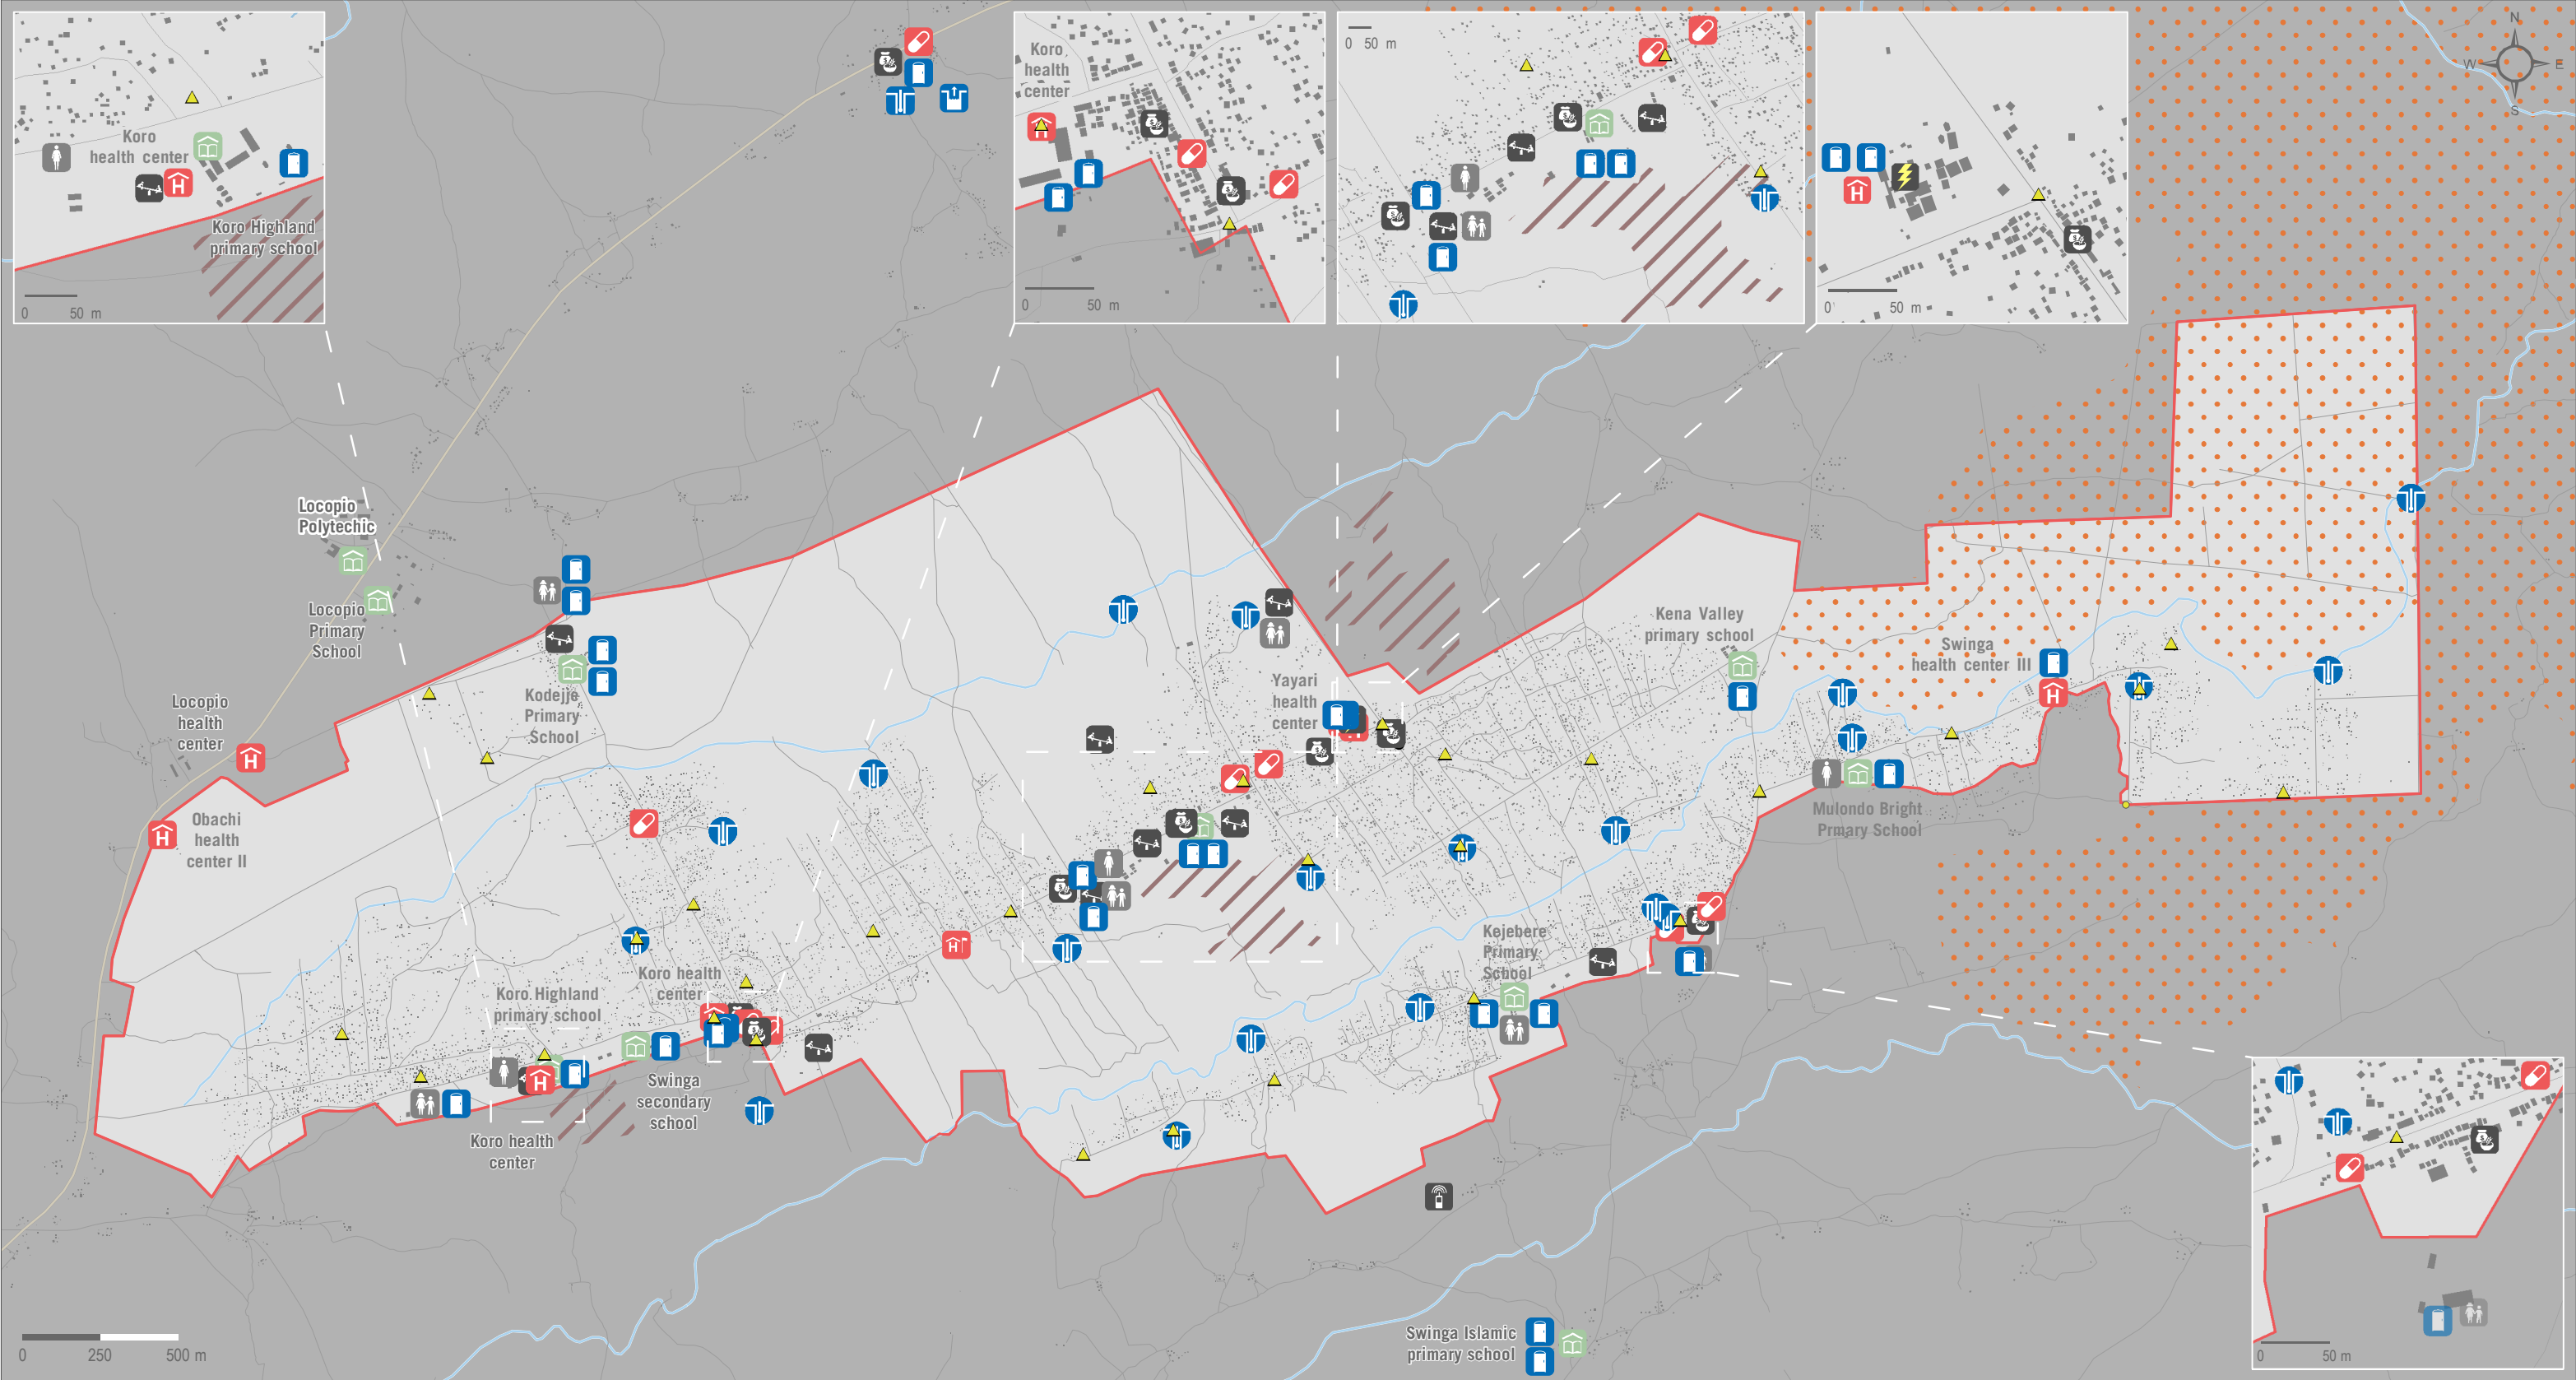 Koro
health center
Koro Highland
primary school
0 50 m
Koro
health
center
0 50 m
0 50 m
0 50 m
N
W
E
S
Locopio
Polytechic
Locopio
Primary
School
Locopio
health
center
Kodejje
Primary
School
Obachi
health
center II
Yayari
health
center
Kena Valley
primary school
Swinga
health center III
Mulondo Bright
Prmary School
Kejebere
Primary
School
Koro health
center
Koro Highland
primary school
Swinga
secondary
school
Koro health
center
Swinga Islamic
primary school
0 250 500 m
0 50 m